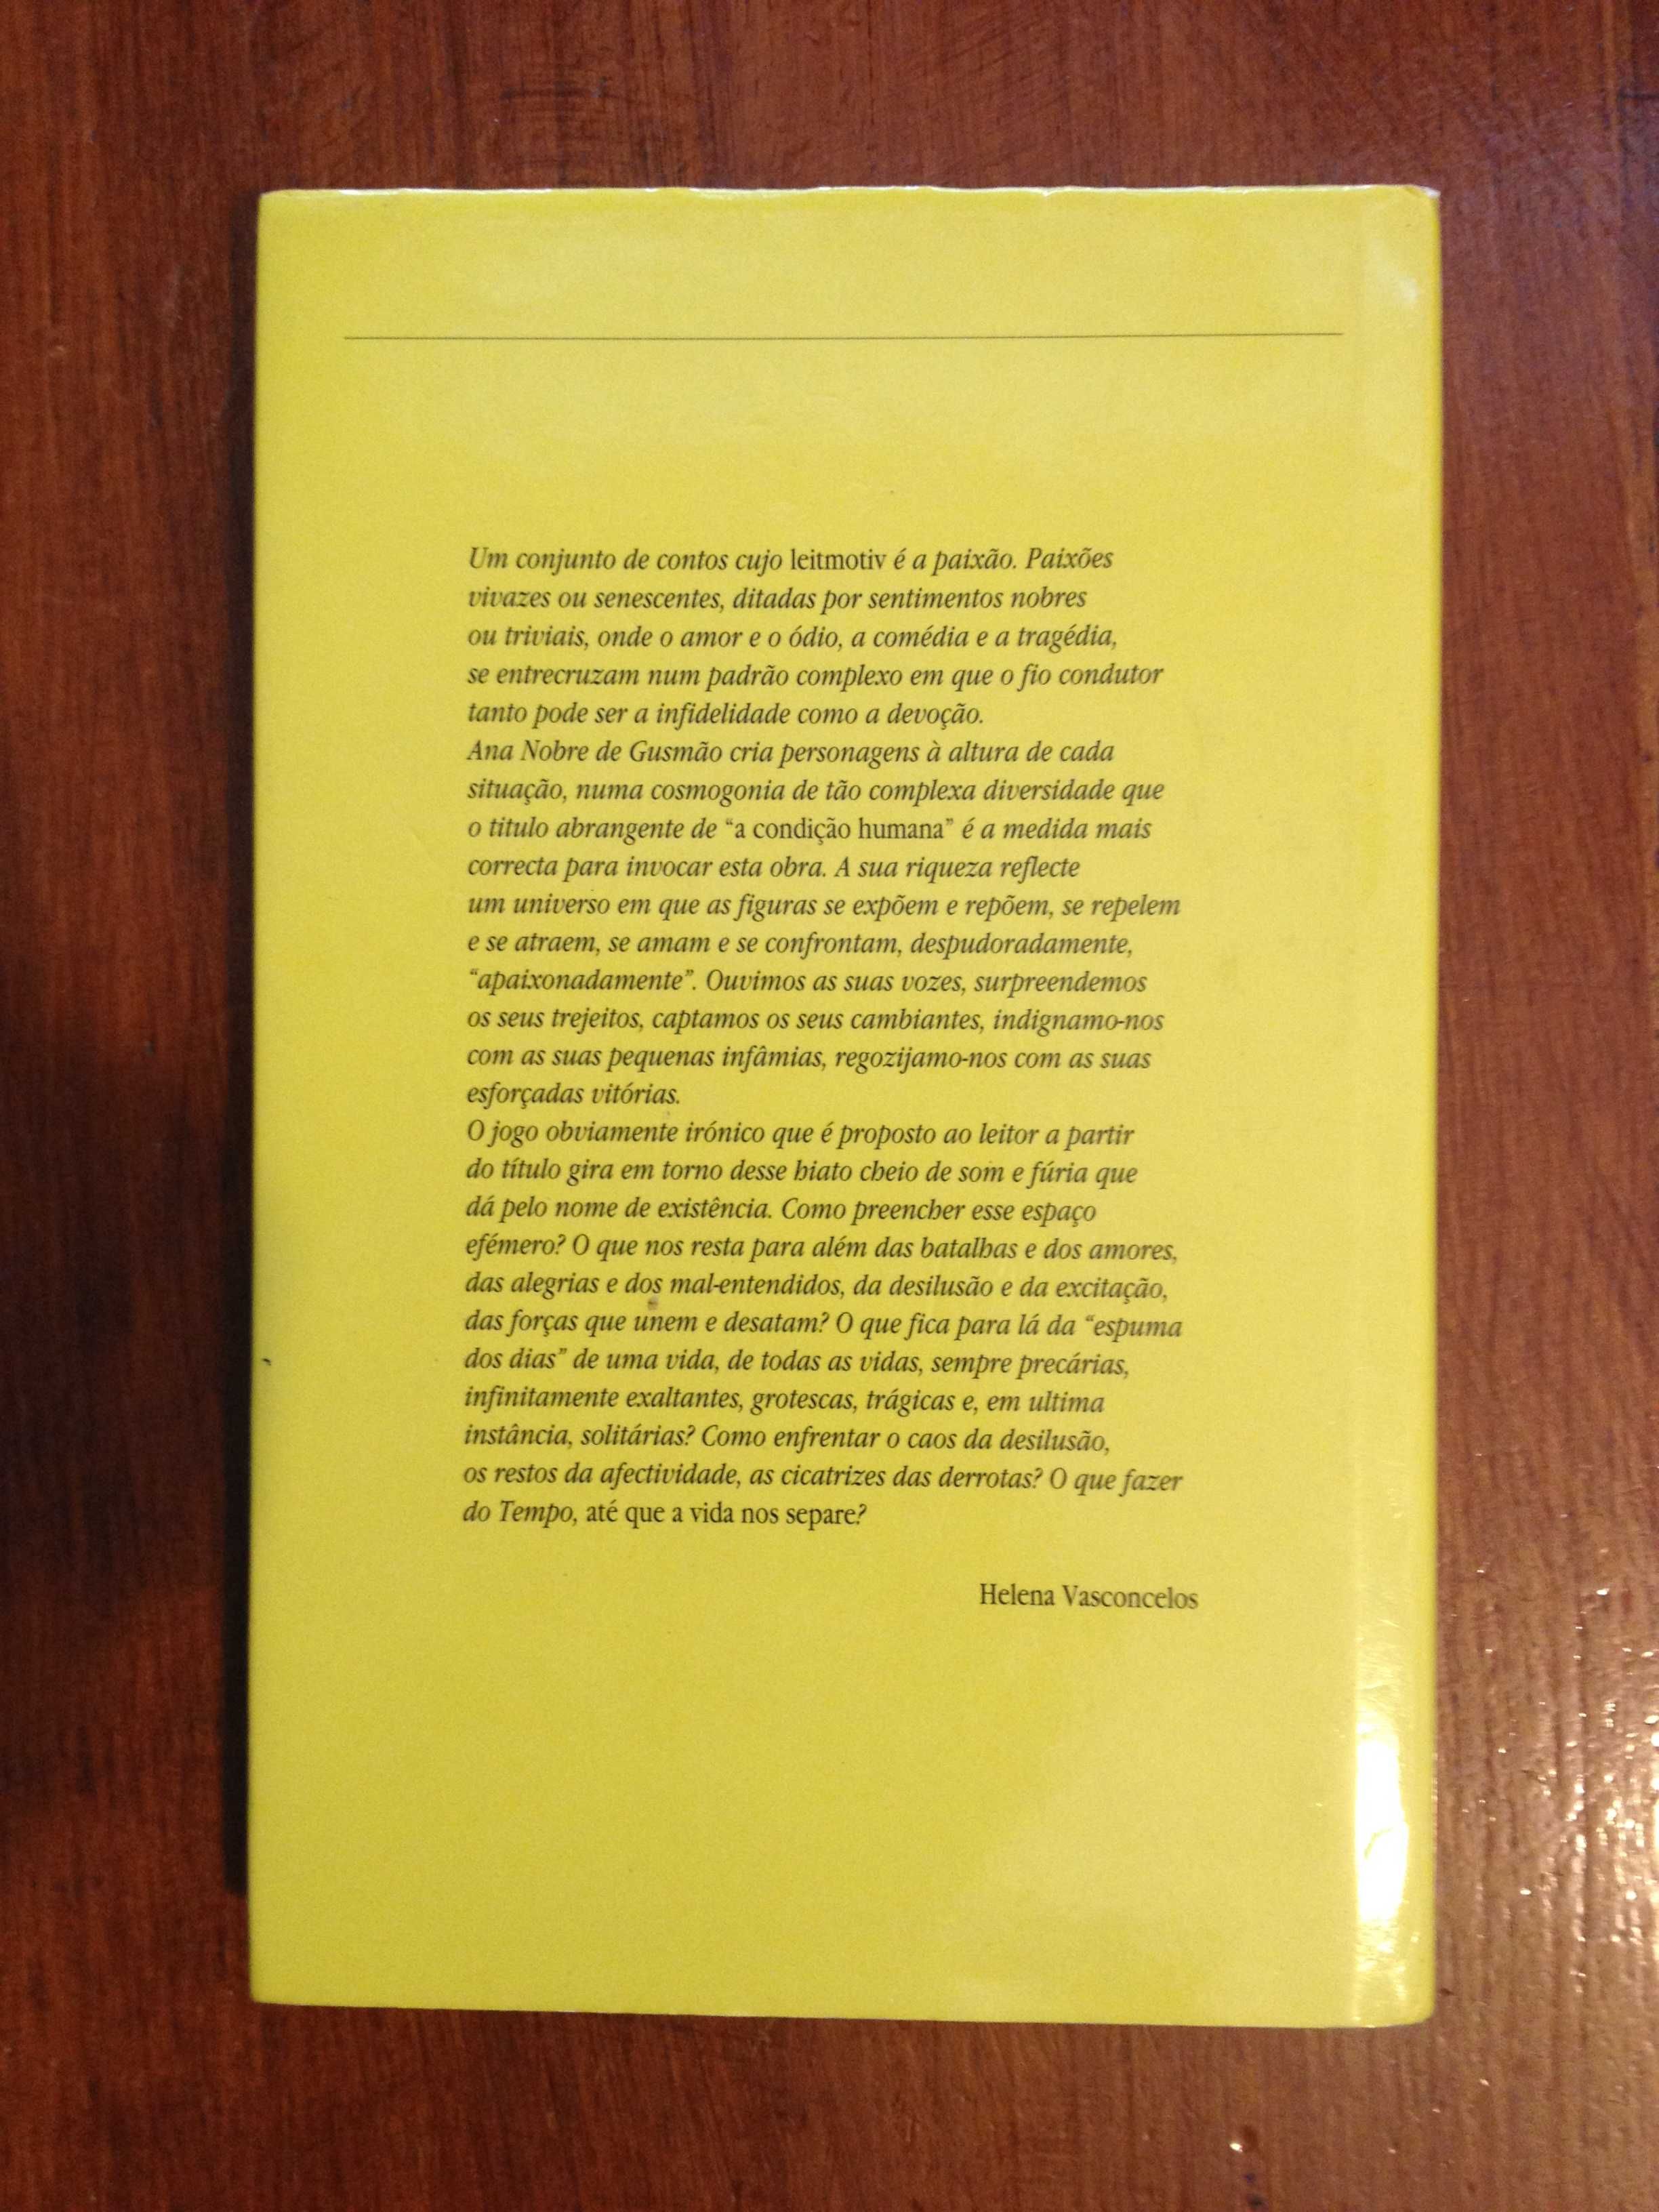 Um conjunto de contos cujo leitmotiv é a paixão. Paixões
vivazes ou senescentes, ditadas por sentimentos nobres
ou triviais, onde o amor e o ódio, a comédia e a tragédia,
se entrecruzam num padrão complexo em que o fio condutor
tanto pode ser a infidelidade como a devoção.
Ana Nobre de Gusmão cria personagens à altura de cada
situação, numa cosmogonia de tão complexa diversidade que
o titulo abrangente de “a condição humana” é a medida mais
correcta para invocar esta obra. A sua riqueza reflecte
um universo em que as figuras se expõem e repõem, se repelem
e se atraem, se amam e se confrontam, despudoradamente,
“apaixonadamente”. Ouvimos as suas vozes, surpreendemos
os seus trejeitos, captamos os seus cambiantes, indignamo-nos
com as suas pequenas infâmias, regozijamo-nos com as suas
esforçadas vitórias.
O jogo obviamente irónico que é proposto ao leitor a partir
do título gira em torno desse hiato cheio de som e fúria que
dá pelo nome de existência. Como preencher esse espaço
efémero? O que nos resta para além das batalhas e dos amores,
das alegrias e dos mal-entendidos, da desilusão e da excitação,
das forças que unem e desatam? O que fica para lá da “espuma
dos dias” de uma vida, de todas as vidas, sempre precárias,
infinitamente exaltantes, grotescas, trágicas e, em ultima
instância, solitárias? Como enfrentar o caos da desilusão,
os restos da afectividade, as cicatrizes das derrotas? O que fazer
do Tempo, até que a vida nos separe?
Helena Vasconcelos